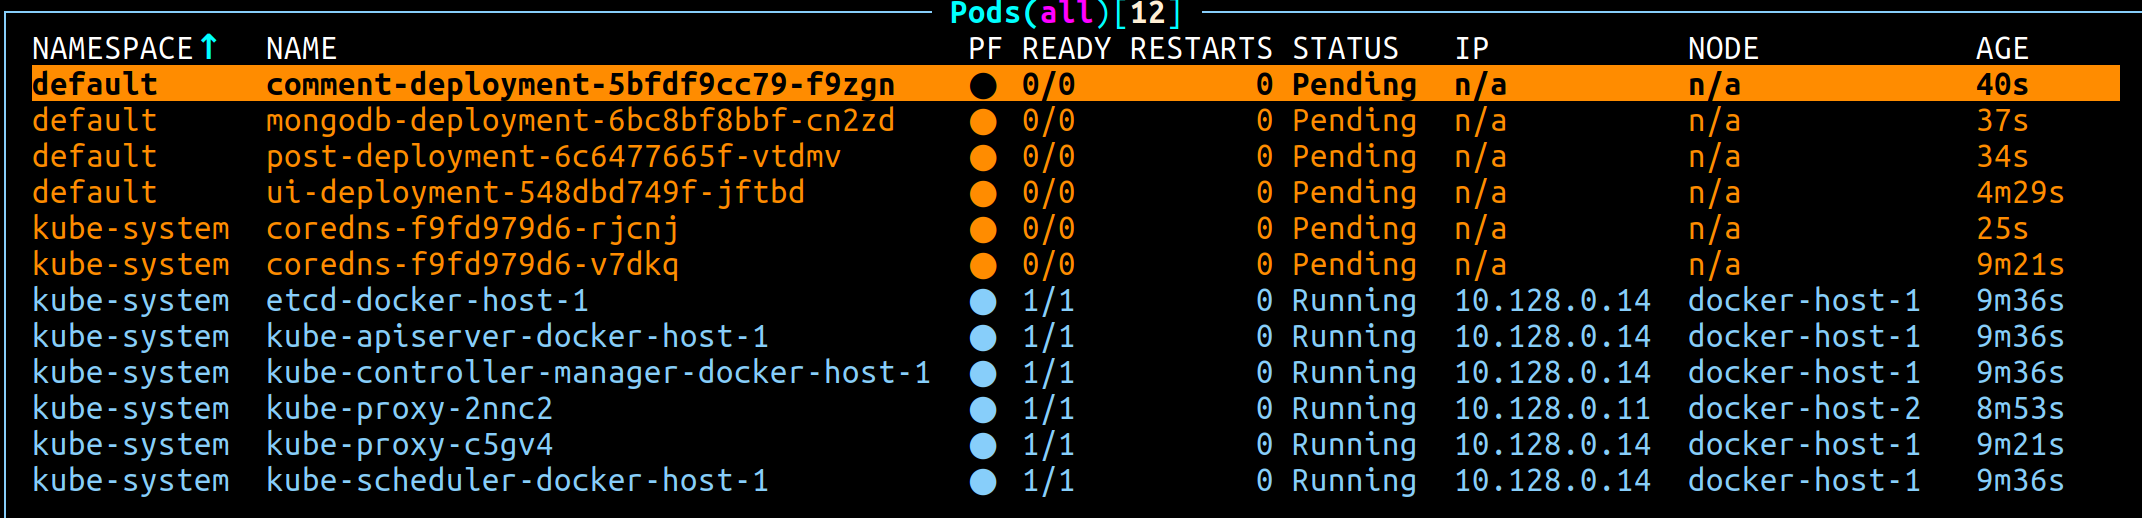 Pods(all)[12]
NAMESPACE↑ NAME PF READY RESTARTS STATUS IP NODE AGE
default comment-deployment-5bfdf9cc79-f9zgn ● 0/0 0 Pending n/a n/a 40s
default mongodb-deployment-6bc8bf8bbf-cn2zd ● 0/0 0 Pending n/a n/a 37s
default post-deployment-6c6477665f-vtdmv ● 0/0 0 Pending n/a n/a 34s
default ui-deployment-548dbd749f-jftbd ● 0/0 0 Pending n/a n/a 4m29s
kube-system coredns-f9fd979d6-rjcnj ● 0/0 0 Pending n/a n/a 25s
kube-system coredns-f9fd979d6-v7dkq ● 0/0 0 Pending n/a n/a 9m21s
kube-system etcd-docker-host-1 ● 1/1 0 Running 10.128.0.14 docker-host-1 9m36s
kube-system kube-apiserver-docker-host-1 ● 1/1 0 Running 10.128.0.14 docker-host-1 9m36s
kube-system kube-controller-manager-docker-host-1 ● 1/1 0 Running 10.128.0.14 docker-host-1 9m36s
kube-system kube-proxy-2nnc2 ● 1/1 0 Running 10.128.0.11 docker-host-2 8m53s
kube-system kube-proxy-c5gv4 ● 1/1 0 Running 10.128.0.14 docker-host-1 9m21s
kube-system kube-scheduler-docker-host-1 ● 1/1 0 Running 10.128.0.14 docker-host-1 9m36s